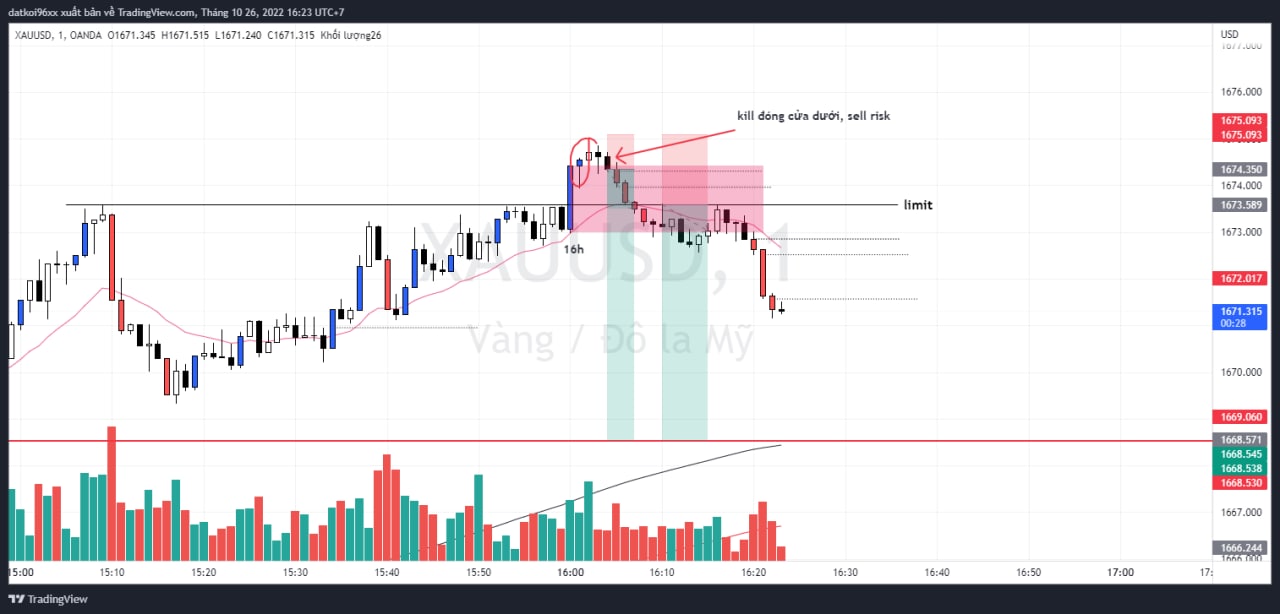 datkoi96xx xuất bản về TradingView.com, Tháng 10 26, 2022 16:23 UTC+7
XAUUSD, 1, OANDA O1671.345 H1671.515 L1671.240 C1671.315 Khối lượng26
USD
1677.000
1676.000
kill đóng cửa dưới, sell risk
1675.093
1675.093
1674.350
1674.000
limit
1673.589
1673.000
16h
XAUUSD, 1
1672.017
1671.315
00:28
Vàng / Đô la Mỹ
1670.000
1669.060
1668.571
1668.545
1668.538
1668.530
1667.000
1666.244
1666.000
15:00 15:10 15:20 15:30 15:40 15:50 16:00 16:10 16:20 16:30 16:40 16:50 17:00 17:
TradingView